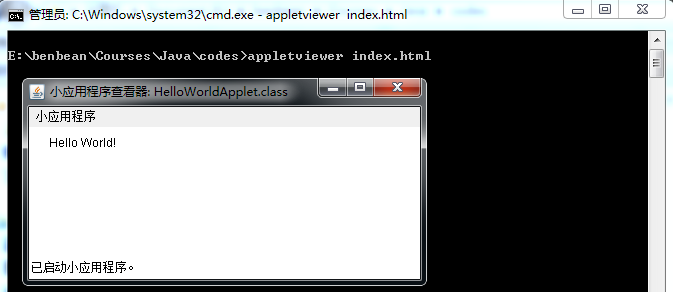 管理员: C:\Windows\system32\cmd.exe - appletviewer  index.html
E:\benbean\Courses\Java\codes>appletviewer index.html
小应用程序查看器: HelloWorldApplet.class
小应用程序
Hello World!
已启动小应用程序。